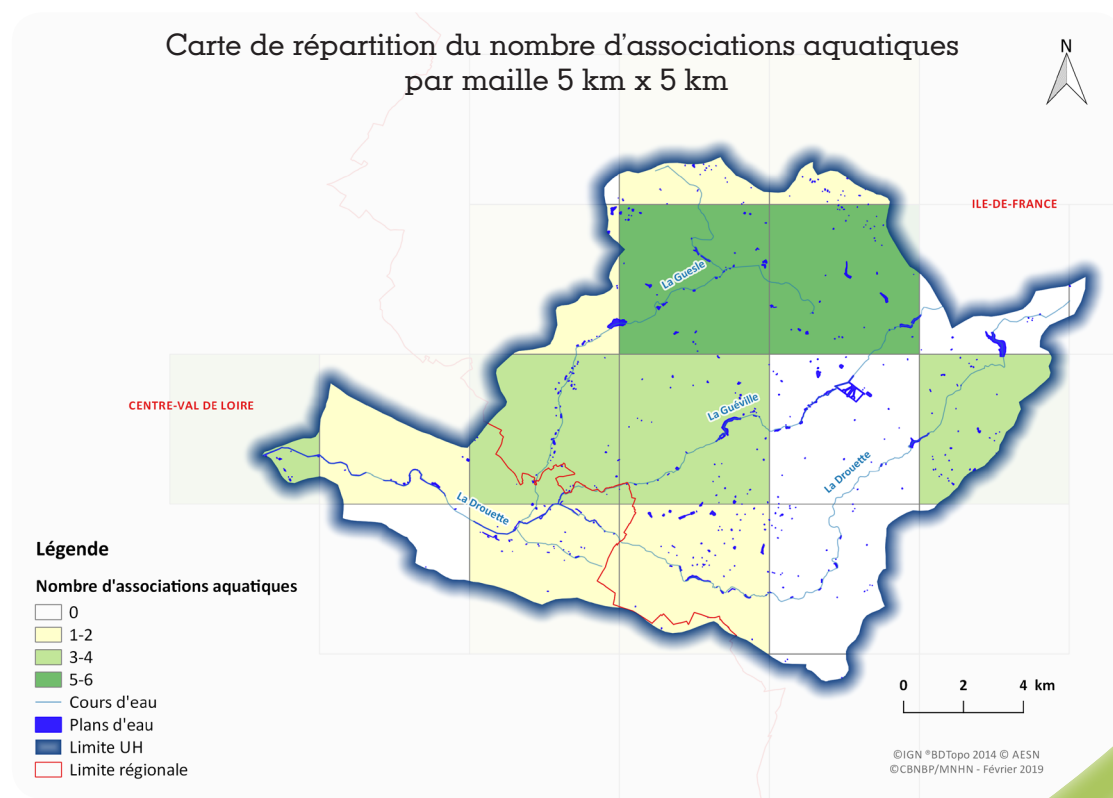 Carte de répartition du nombre d'associations aquatiques
par maille 5 km x 5 km
N
ILE-DE-FRANCE
La Guesle
CENTRE-VAL DE LOIRE
La Guéville
La Drouette
La Drouette
Légende
Nombre d'associations aquatiques
0
1-2
3-4
5-6
Cours d'eau
Plans d'eau
Limite UH
Limite régionale
0 2 4 km
©IGN ®BDTopo 2014 © AESN
©CBNBP/MNHN - Février 2019